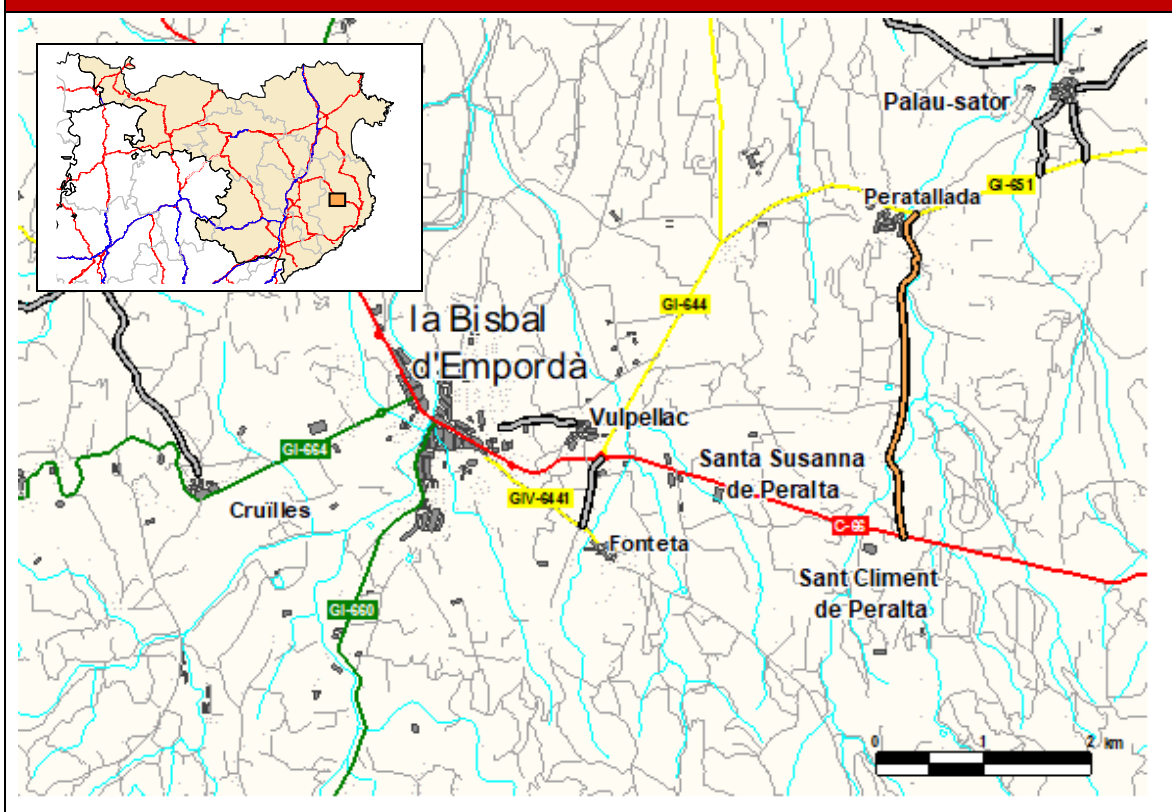 Palau-sator
GI-651
Peratallada
GI-644
la Bisbal
d'Empordà
Vulpellac
GI-664
Santa Susanna
de Peralta
GIV-6441
Cruïlles
C-66
Fonteta
Sant Climent
de Peralta
GI-660
0 1 2 km